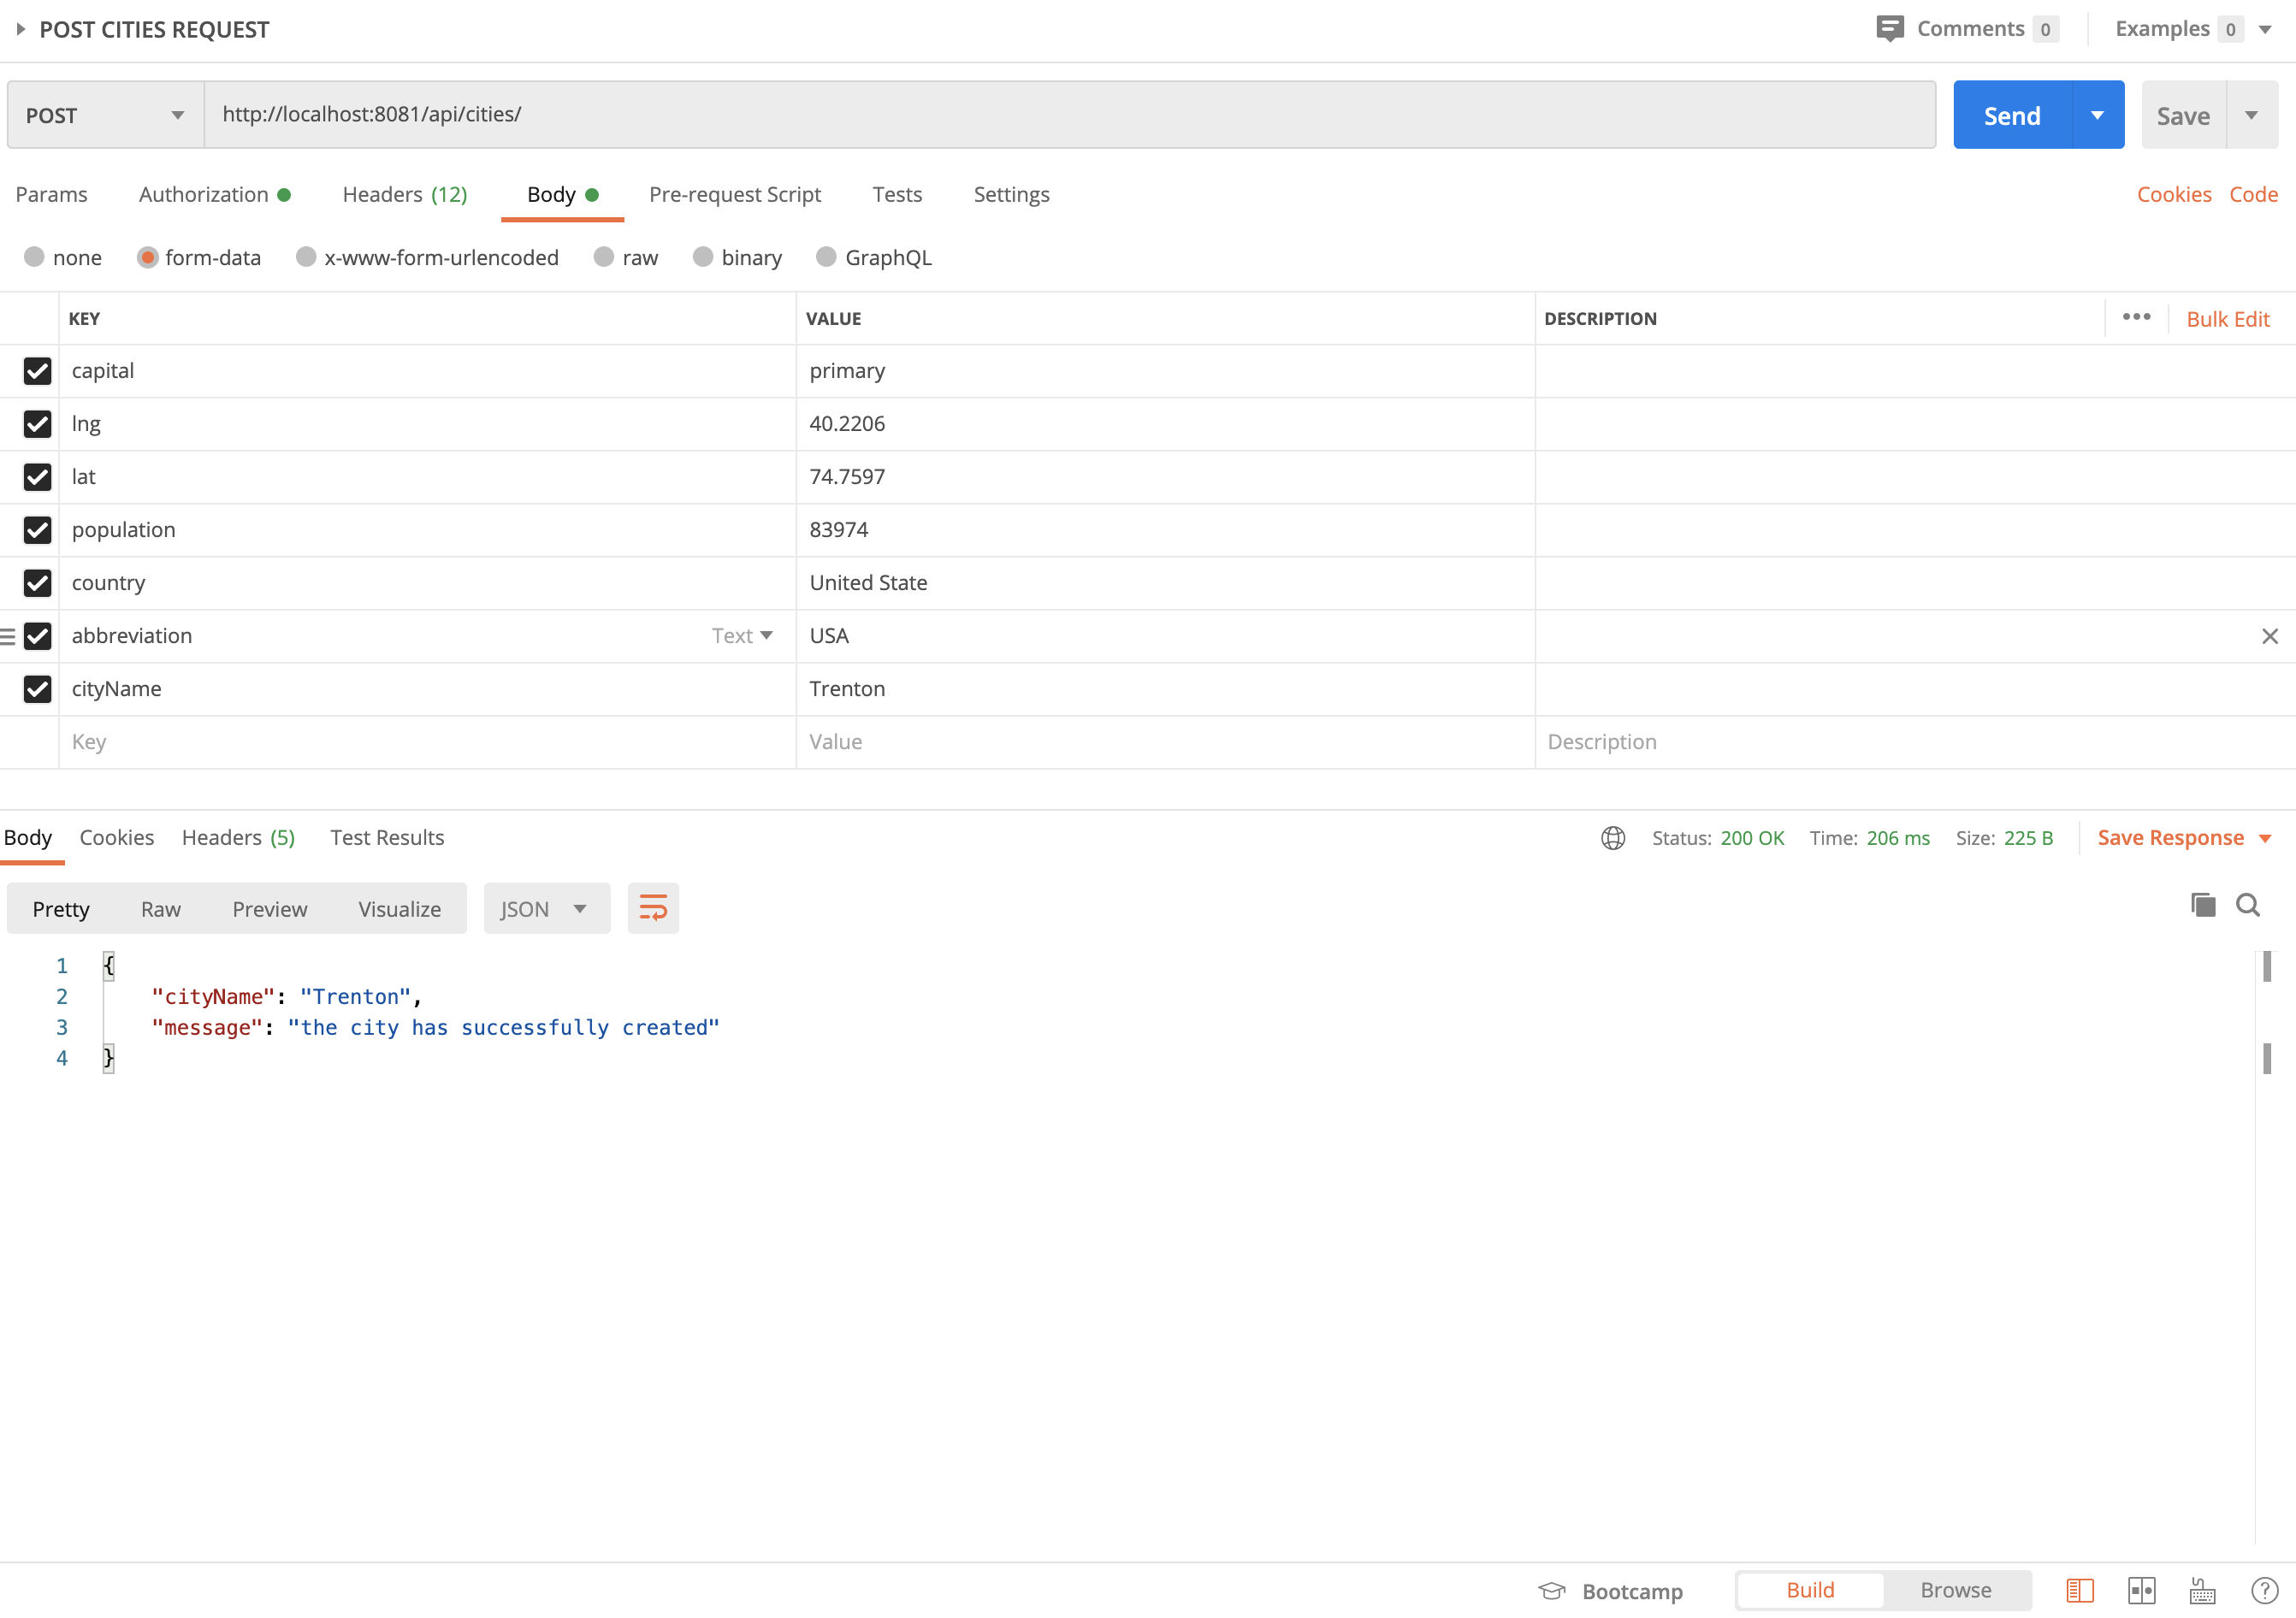 POST CITIES REQUEST
Comments 0 Examples 0
POST http://localhost:8081/api/cities/ Send Save
Params Authorization Headers (12) Body Pre-request Script Tests Settings Cookies Code
none form-data x-www-form-urlencoded raw binary GraphQL
KEY VALUE DESCRIPTION ••• Bulk Edit
capital primary
lng 40.2206
lat 74.7597
population 83974
country United State
abbreviation Text USA
cityName Trenton
Key Value Description
Body Cookies Headers (5) Test Results Status: 200 OK Time: 206 ms Size: 225 B Save Response
Pretty Raw Preview Visualize JSON
1 {
2 "cityName": "Trenton",
3 "message": "the city has successfully created"
4 }
Bootcamp Build Browse ?